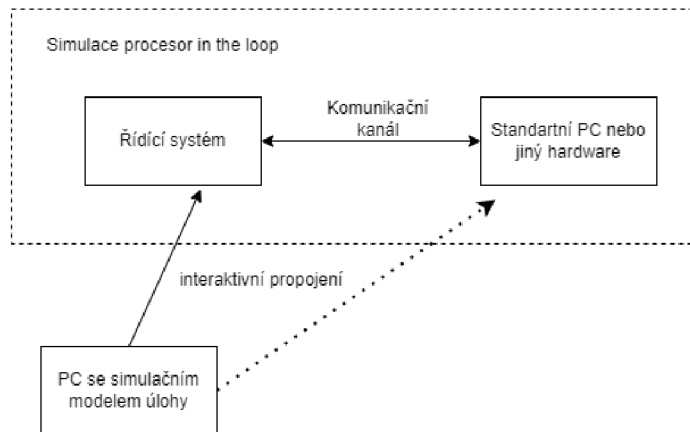 Simulace procesor in the loop
Komunikační
kanál
Řídící systém
Standartní PC nebo
jiný hardware
interaktivní propojení
PC se simulačním
modelem úlohy